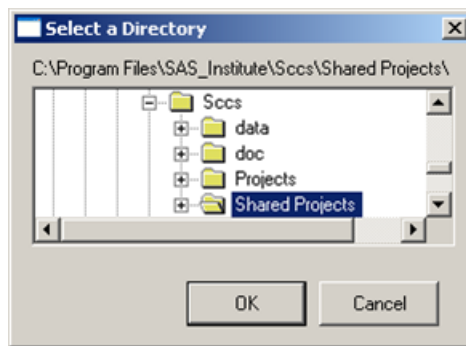 Select a Directory
C:\Program Files\SAS_Institute\Sccs\Shared Projects\
Sccs
data
doc
Projects
Shared Projects
OK Cancel